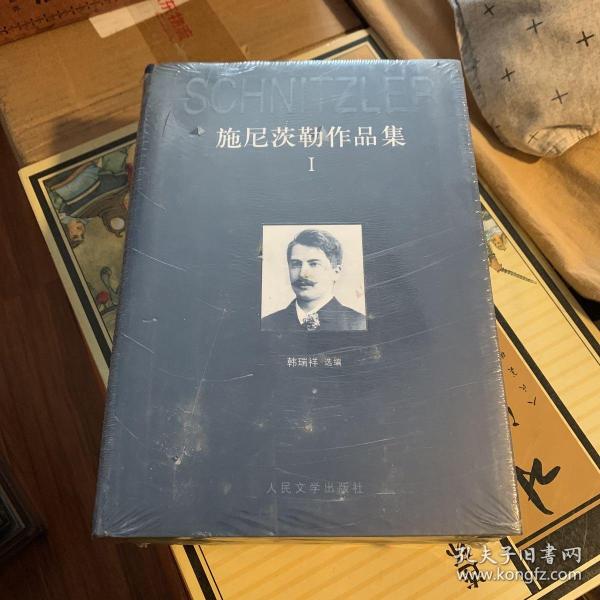 SCHNITZLER
施尼茨勒作品集
I
韩瑞祥 选编
人民文学出版社
孔夫子旧书网
www.kongfz.com